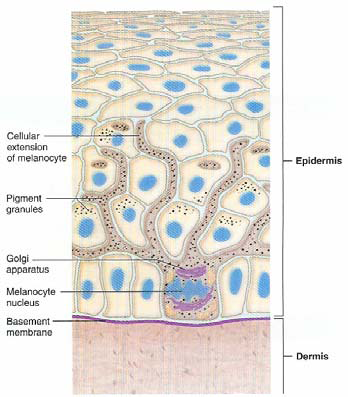 Cellular
extension
of melanocyte
Epidermis
Pigment
granules
Golgi
apparatus
Melanocyte
nucleus
Basement
membrane
Dermis